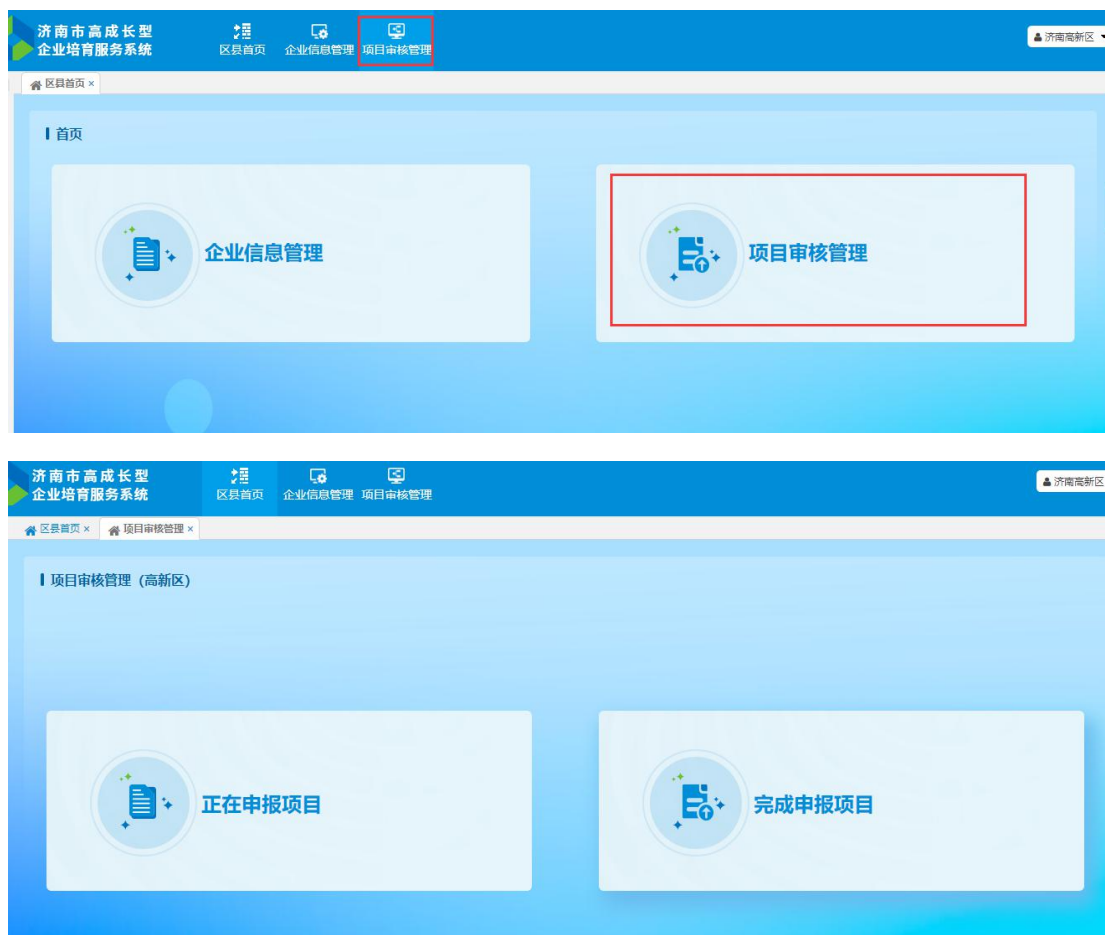 济南市高成长型
企业培育服务系统
区县首页 企业信息管理 项目审核管理
济南高新区
区县首页 ×
首页
企业信息管理
项目审核管理
济南市高成长型
企业培育服务系统
区县首页 企业信息管理 项目审核管理
济南高新区
区县首页 × 项目审核管理 ×
项目审核管理（高新区）
正在申报项目
完成申报项目